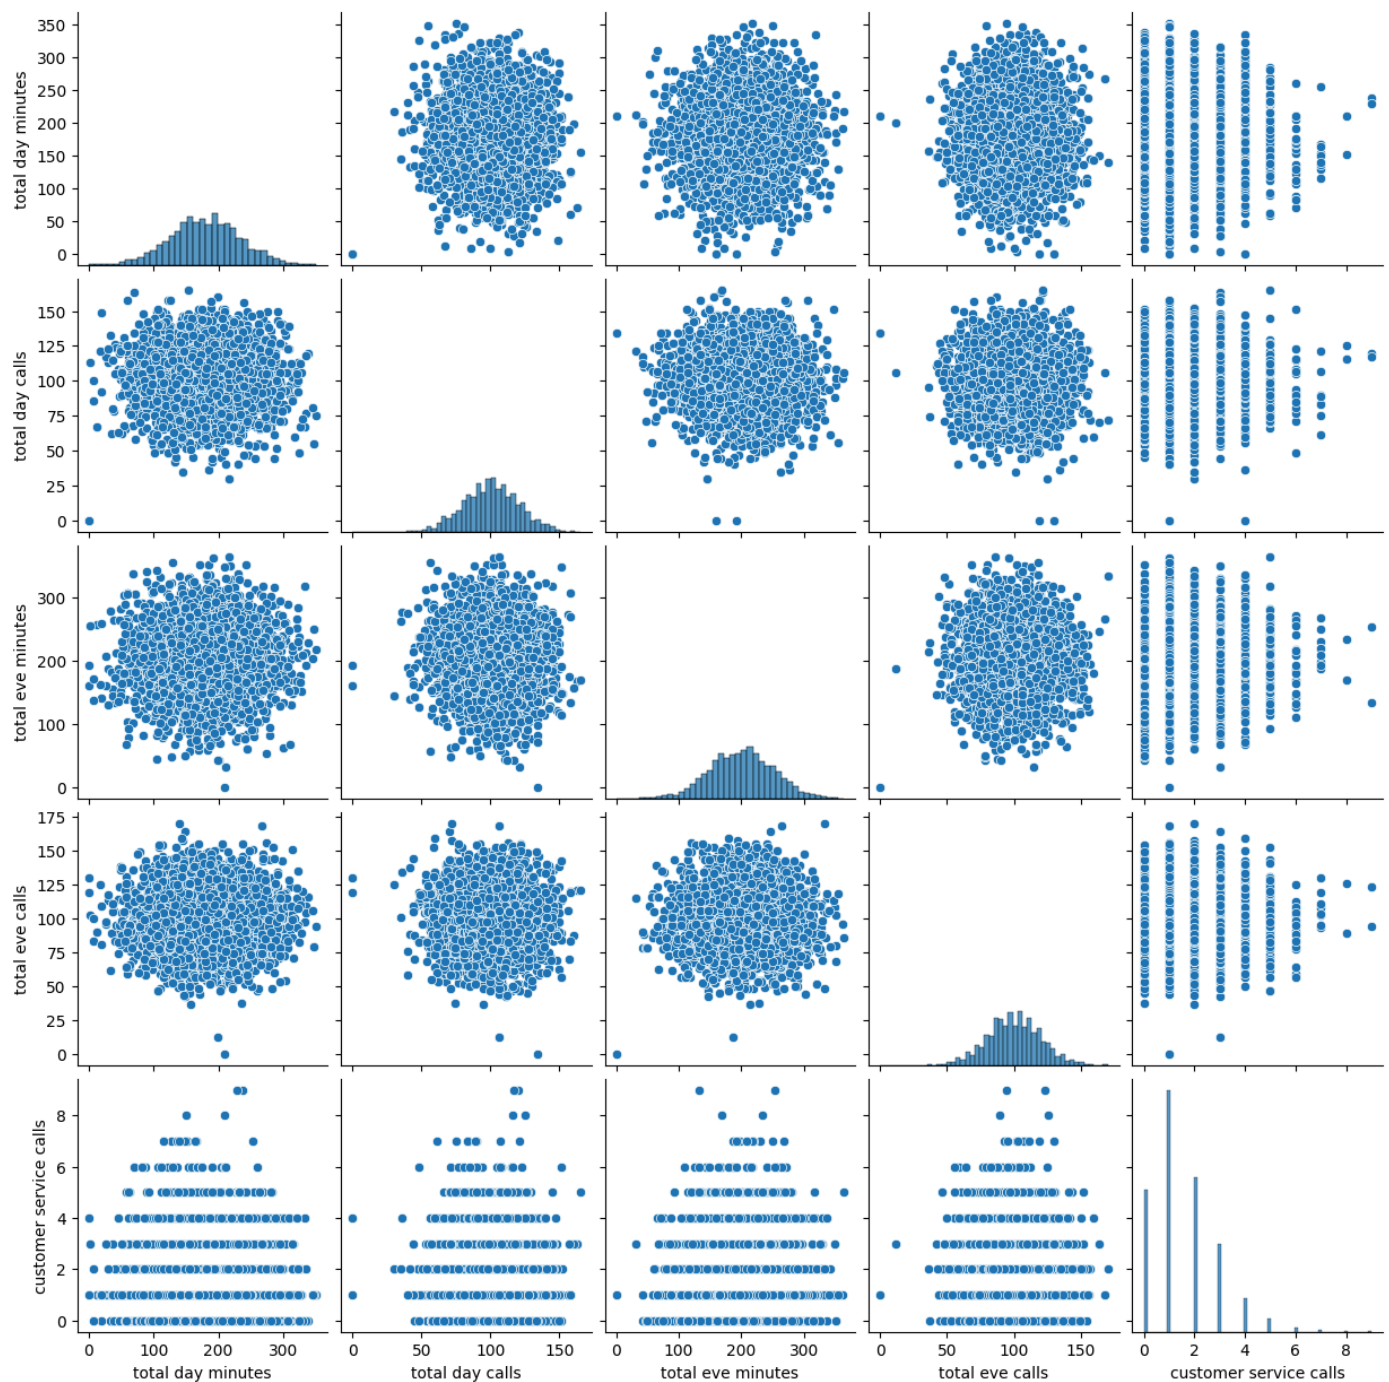 350
300
250
200
150
100
50
0
total day minutes
150
125
100
75
50
25
0
total day calls
300
200
100
0
total eve minutes
175
150
125
100
75
50
25
0
total eve calls
8
6
4
2
0
customer service calls
0 100 200 300
total day minutes
0 50 100 150
total day calls
0 100 200 300
total eve minutes
0 50 100 150
total eve calls
0 2 4 6 8
customer service calls